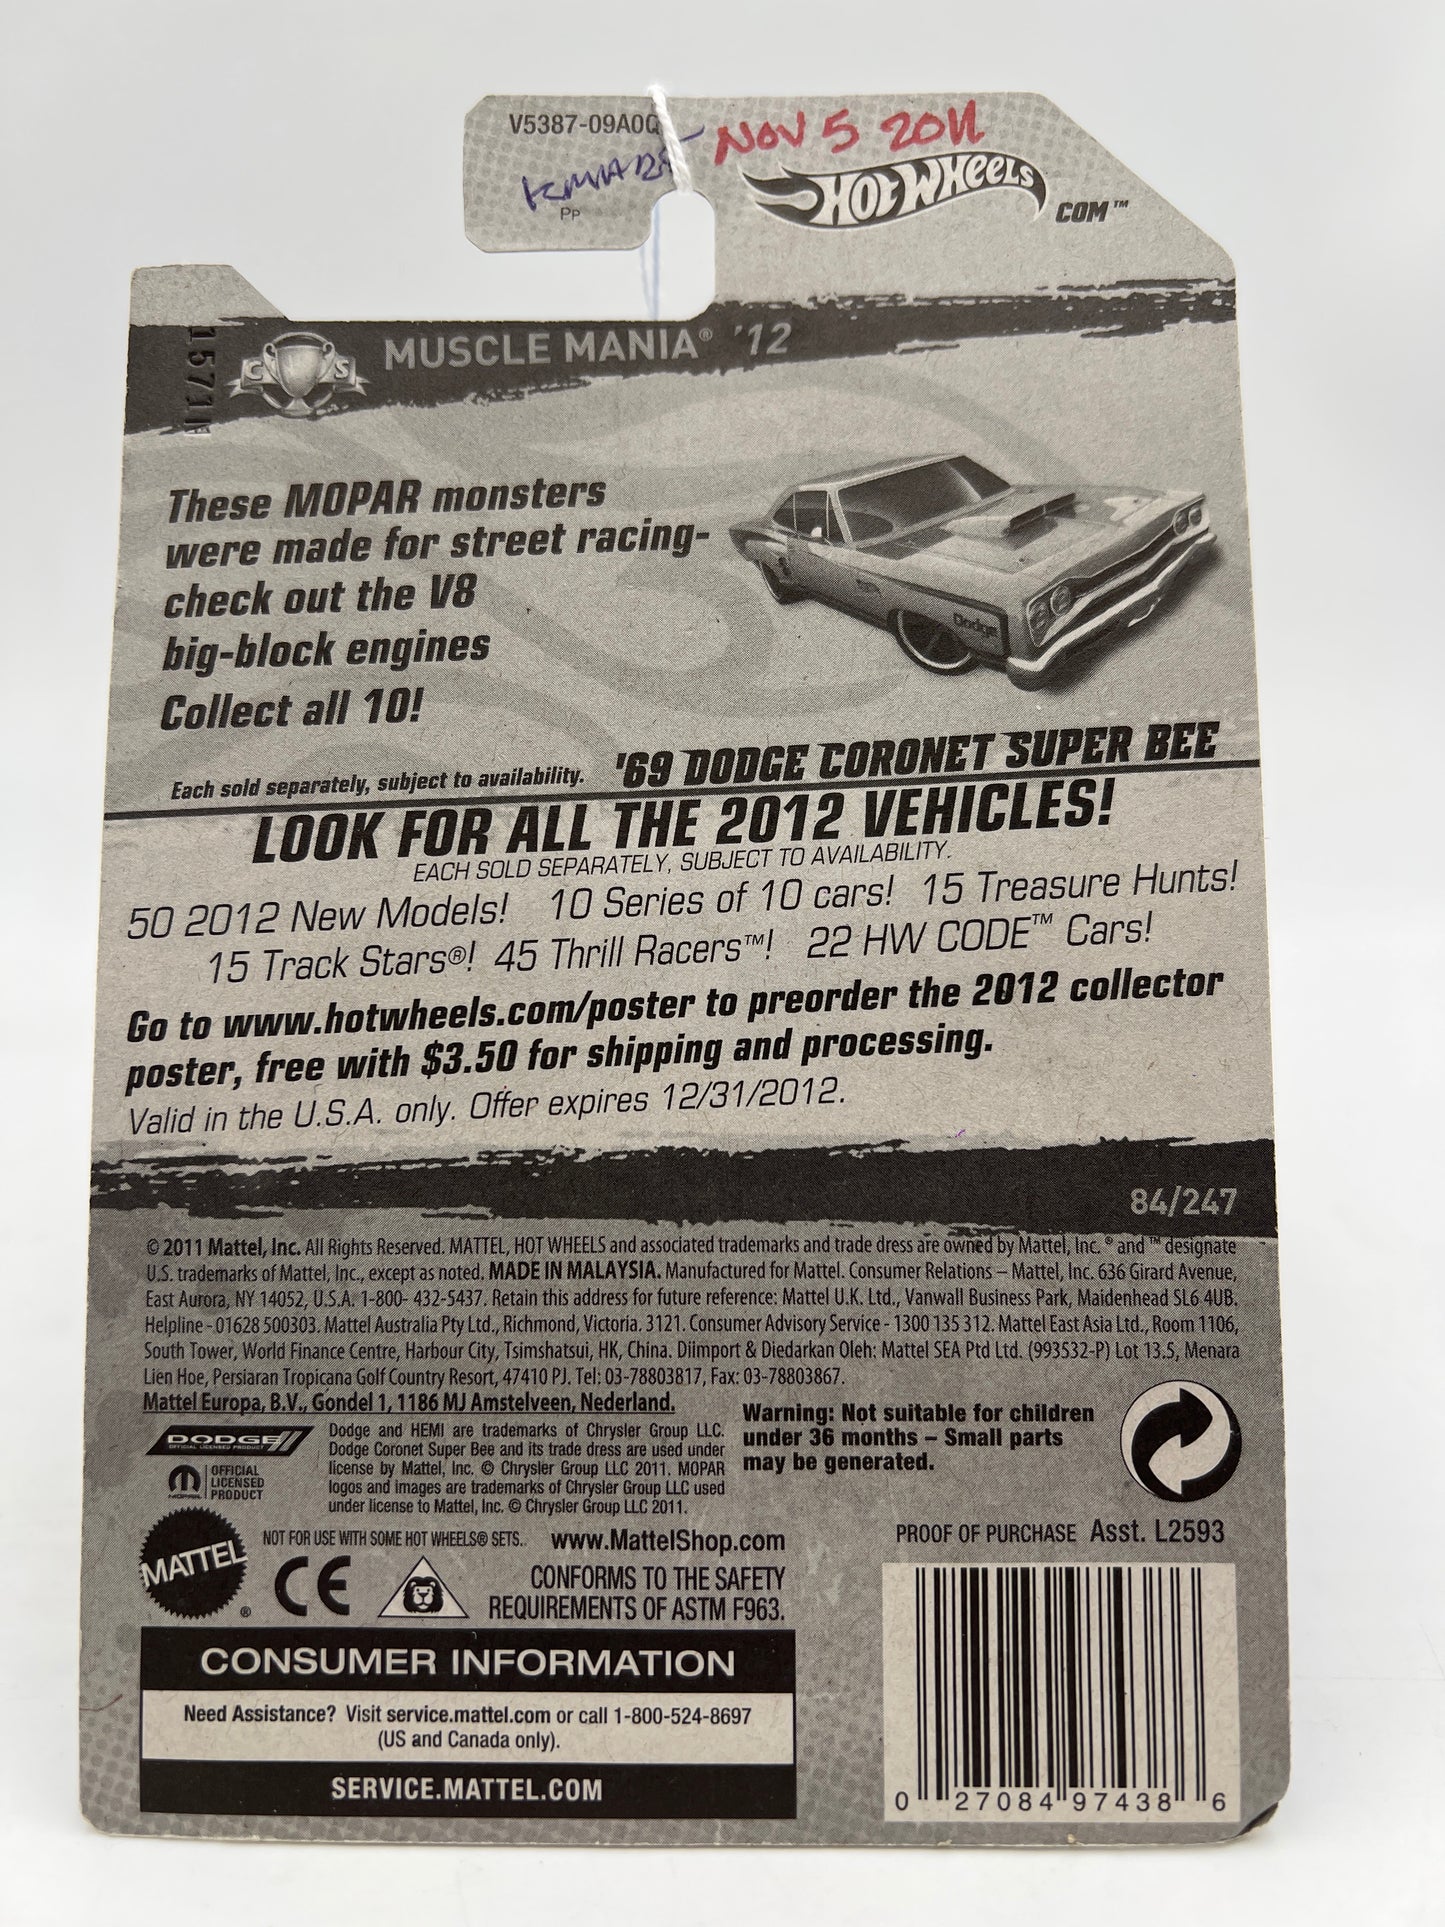 V5387-09A0
KMART
NOV 5 2011
Pp
HOT WHEELS
COM™
C S
MUSCLE MANIA® '12
These MOPAR monsters
were made for street racing-
check out the V8
big-block engines
Collect all 10!
Dodge
Each sold separately, subject to availability.
'69 DODGE CORONET SUPER BEE
LOOK FOR ALL THE 2012 VEHICLES!
EACH SOLD SEPARATELY, SUBJECT TO AVAILABILITY.
50 2012 New Models! 10 Series of 10 cars! 15 Treasure Hunts!
15 Track Stars®! 45 Thrill Racers™! 22 HW CODE™ Cars!
Go to www.hotwheels.com/poster to preorder the 2012 collector
poster, free with $3.50 for shipping and processing.
Valid in the U.S.A. only. Offer expires 12/31/2012.
84/247
© 2011 Mattel, Inc. All Rights Reserved. MATTEL, HOT WHEELS and associated trademarks and trade dress are owned by Mattel, Inc. ® and ™ designate
U.S. trademarks of Mattel, Inc., except as noted. MADE IN MALAYSIA. Manufactured for Mattel. Consumer Relations – Mattel, Inc. 636 Girard Avenue,
East Aurora, NY 14052, U.S.A. 1-800- 432-5437. Retain this address for future reference: Mattel U.K. Ltd., Vanwall Business Park, Maidenhead SL6 4UB.
Helpline - 01628 500303. Mattel Australia Pty Ltd., Richmond, Victoria. 3121. Consumer Advisory Service - 1300 135 312. Mattel East Asia Ltd., Room 1106,
South Tower, World Finance Centre, Harbour City, Tsimshatsui, HK, China. Diimport & Diedarkan Oleh: Mattel SEA Ptd Ltd. (993532-P) Lot 13.5, Menara
Lien Hoe, Persiaran Tropicana Golf Country Resort, 47410 PJ. Tel: 03-78803817, Fax: 03-78803867.
Mattel Europa, B.V., Gondel 1, 1186 MJ Amstelveen, Nederland.
DODGE
OFFICIAL LICENSED PRODUCT
MOPAR
OFFICIAL
LICENSED
PRODUCT
Dodge and HEMI are trademarks of Chrysler Group LLC.
Dodge Coronet Super Bee and its trade dress are used under
license by Mattel, Inc. © Chrysler Group LLC 2011. MOPAR
logos and images are trademarks of Chrysler Group LLC used
under license to Mattel, Inc. © Chrysler Group LLC 2011.
Warning: Not suitable for children
under 36 months – Small parts
may be generated.
MATTEL®
NOT FOR USE WITH SOME HOT WHEELS® SETS. www.MattelShop.com
CE
CONFORMS TO THE SAFETY
REQUIREMENTS OF ASTM F963.
PROOF OF PURCHASE Asst. L2593
CONSUMER INFORMATION
Need Assistance? Visit service.mattel.com or call 1-800-524-8697
(US and Canada only).
SERVICE.MATTEL.COM
0 27084 97438 6